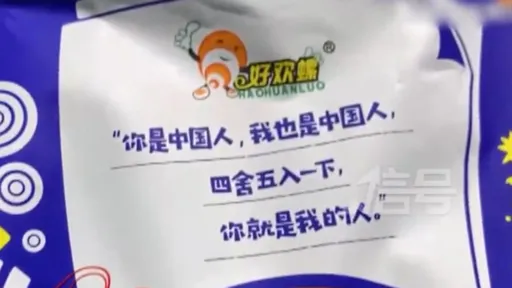 好欢螺®
HAOHUANLUO
“你是中国人，我也是中国人，
四舍五入一下，
你就是我的人。”
信号